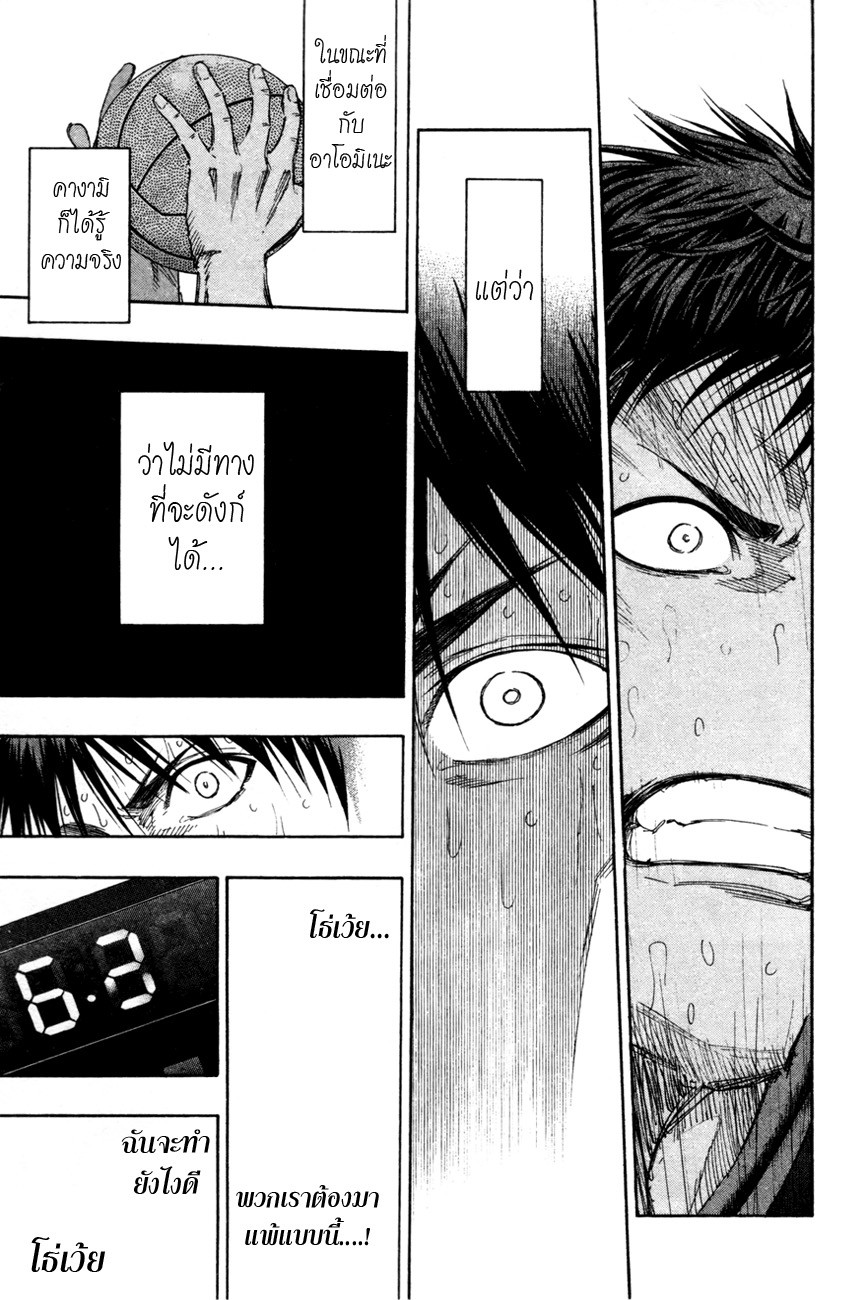 แต่ว่า
ในขณะที่
เชื่อมต่อ
กับ
อาโอมิเนะ
คางามิ
ก็ได้รู้
ความจริง
ว่าไม่มีทาง
ที่จะดังก์
ได้...
6.3
โธ่เว้ย...
พวกเราต้องมา
แพ้แบบนี้....!
ฉันจะทำ
ยังไงดี
โธ่เว้ย